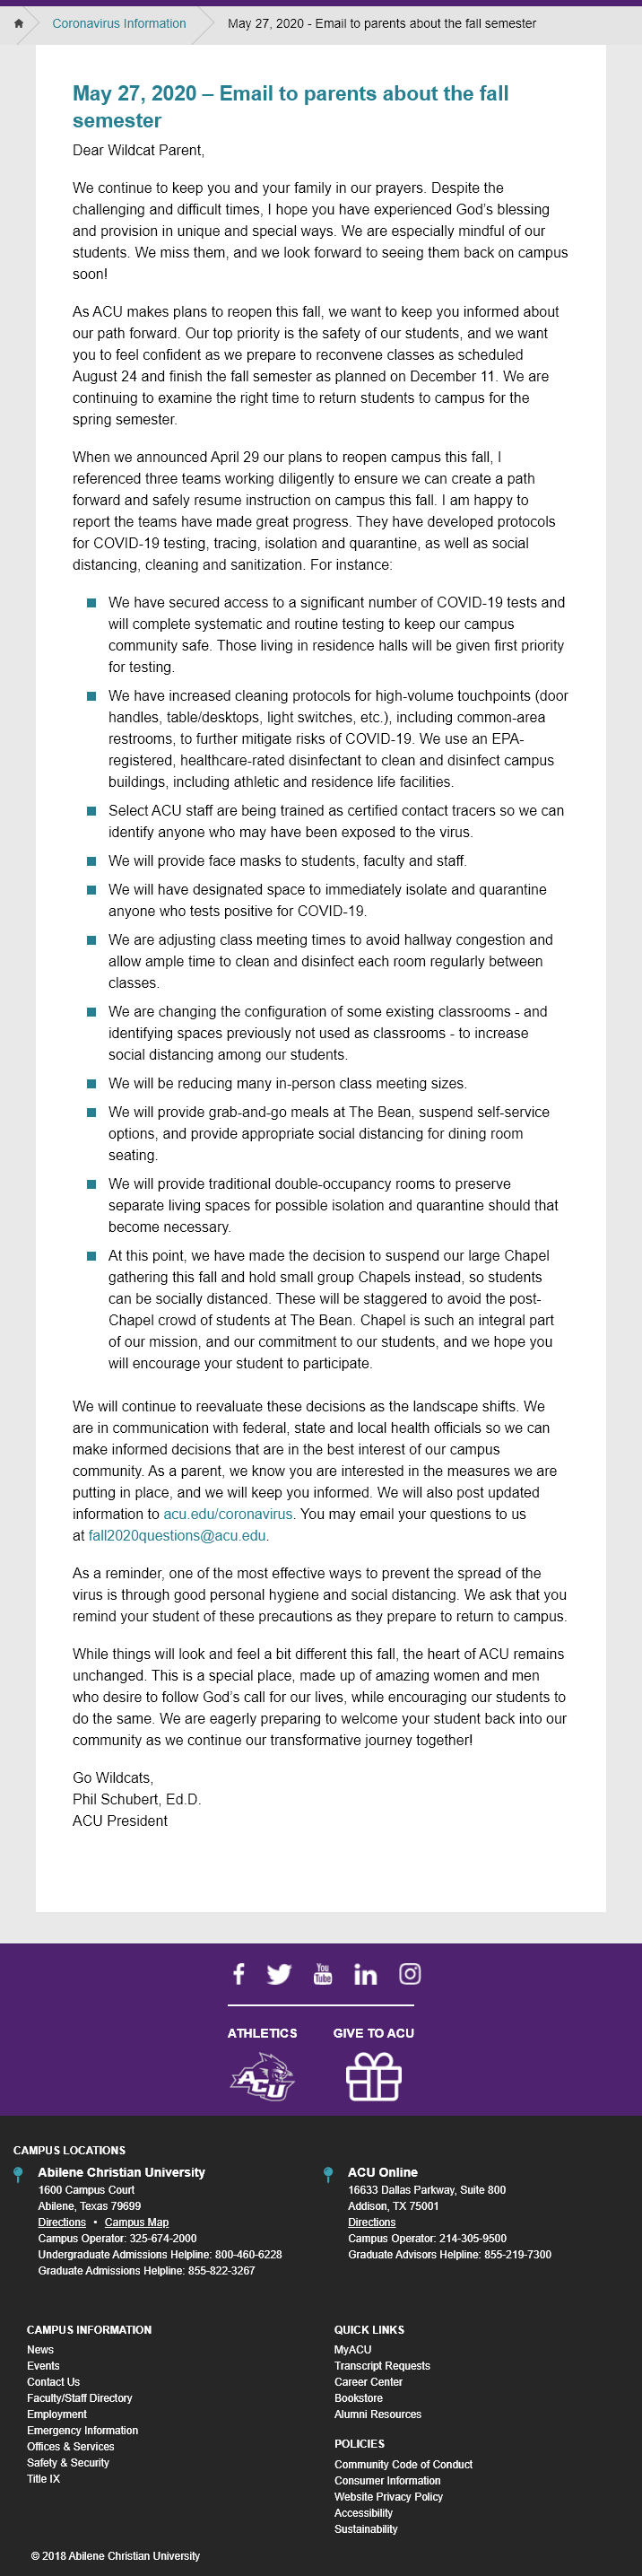 Coronavirus Information
May 27, 2020 - Email to parents about the fall semester
May 27, 2020 – Email to parents about the fall
semester
Dear Wildcat Parent,
We continue to keep you and your family in our prayers. Despite the
challenging and difficult times, I hope you have experienced God’s blessing
and provision in unique and special ways. We are especially mindful of our
students. We miss them, and we look forward to seeing them back on campus
soon!
As ACU makes plans to reopen this fall, we want to keep you informed about
our path forward. Our top priority is the safety of our students, and we want
you to feel confident as we prepare to reconvene classes as scheduled
August 24 and finish the fall semester as planned on December 11. We are
continuing to examine the right time to return students to campus for the
spring semester.
When we announced April 29 our plans to reopen campus this fall, I
referenced three teams working diligently to ensure we can create a path
forward and safely resume instruction on campus this fall. I am happy to
report the teams have made great progress. They have developed protocols
for COVID-19 testing, tracing, isolation and quarantine, as well as social
distancing, cleaning and sanitization. For instance:
We have secured access to a significant number of COVID-19 tests and
will complete systematic and routine testing to keep our campus
community safe. Those living in residence halls will be given first priority
for testing.
We have increased cleaning protocols for high-volume touchpoints (door
handles, table/desktops, light switches, etc.), including common-area
restrooms, to further mitigate risks of COVID-19. We use an EPA-
registered, healthcare-rated disinfectant to clean and disinfect campus
buildings, including athletic and residence life facilities.
Select ACU staff are being trained as certified contact tracers so we can
identify anyone who may have been exposed to the virus.
We will provide face masks to students, faculty and staff.
We will have designated space to immediately isolate and quarantine
anyone who tests positive for COVID-19.
We are adjusting class meeting times to avoid hallway congestion and
allow ample time to clean and disinfect each room regularly between
classes.
We are changing the configuration of some existing classrooms - and
identifying spaces previously not used as classrooms - to increase
social distancing among our students.
We will be reducing many in-person class meeting sizes.
We will provide grab-and-go meals at The Bean, suspend self-service
options, and provide appropriate social distancing for dining room
seating.
We will provide traditional double-occupancy rooms to preserve
separate living spaces for possible isolation and quarantine should that
become necessary.
At this point, we have made the decision to suspend our large Chapel
gathering this fall and hold small group Chapels instead, so students
can be socially distanced. These will be staggered to avoid the post-
Chapel crowd of students at The Bean. Chapel is such an integral part
of our mission, and our commitment to our students, and we hope you
will encourage your student to participate.
We will continue to reevaluate these decisions as the landscape shifts. We
are in communication with federal, state and local health officials so we can
make informed decisions that are in the best interest of our campus
community. As a parent, we know you are interested in the measures we are
putting in place, and we will keep you informed. We will also post updated
information to acu.edu/coronavirus. You may email your questions to us
at fall2020questions@acu.edu.
As a reminder, one of the most effective ways to prevent the spread of the
virus is through good personal hygiene and social distancing. We ask that you
remind your student of these precautions as they prepare to return to campus.
While things will look and feel a bit different this fall, the heart of ACU remains
unchanged. This is a special place, made up of amazing women and men
who desire to follow God’s call for our lives, while encouraging our students to
do the same. We are eagerly preparing to welcome your student back into our
community as we continue our transformative journey together!
Go Wildcats,
Phil Schubert, Ed.D.
ACU President
You
Tube
in
ATHLETICS
GIVE TO ACU
ACU
CAMPUS LOCATIONS
Abilene Christian University
1600 Campus Court
Abilene, Texas 79699
Directions • Campus Map
Campus Operator: 325-674-2000
Undergraduate Admissions Helpline: 800-460-6228
Graduate Admissions Helpline: 855-822-3267
ACU Online
16633 Dallas Parkway, Suite 800
Addison, TX 75001
Directions
Campus Operator: 214-305-9500
Graduate Advisors Helpline: 855-219-7300
CAMPUS INFORMATION
News
Events
Contact Us
Faculty/Staff Directory
Employment
Emergency Information
Offices & Services
Safety & Security
Title IX
QUICK LINKS
MyACU
Transcript Requests
Career Center
Bookstore
Alumni Resources
POLICIES
Community Code of Conduct
Consumer Information
Website Privacy Policy
Accessibility
Sustainability
© 2018 Abilene Christian University